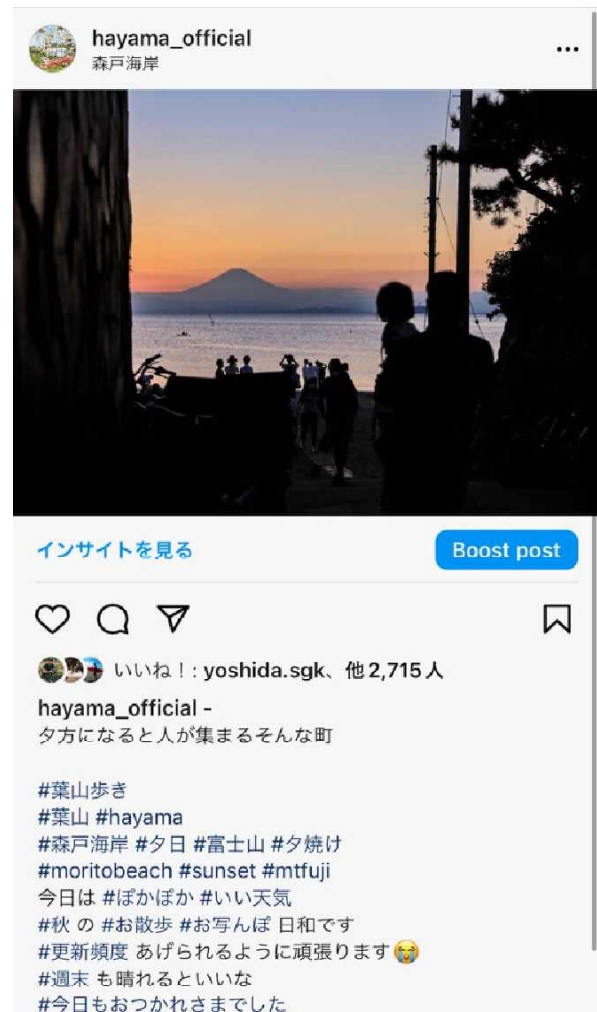 hayama_official
森戸海岸
インサイトを見る
Boost post
いいね！: yoshida.sgk、他2,715人
hayama_official -
夕方になると人が集まるそんな町
#葉山歩き
#葉山 #hayama
#森戸海岸 #夕日 #富士山 #夕焼け
#moritobeach #sunset #mtfuji
今日は #ぽかぽか #いい天気
#秋 の #お散歩 #お写んぽ 日和です
#更新頻度 あげられるように頑張ります😭
#週末 も晴れるといいな
#今日もおつかれさまでした